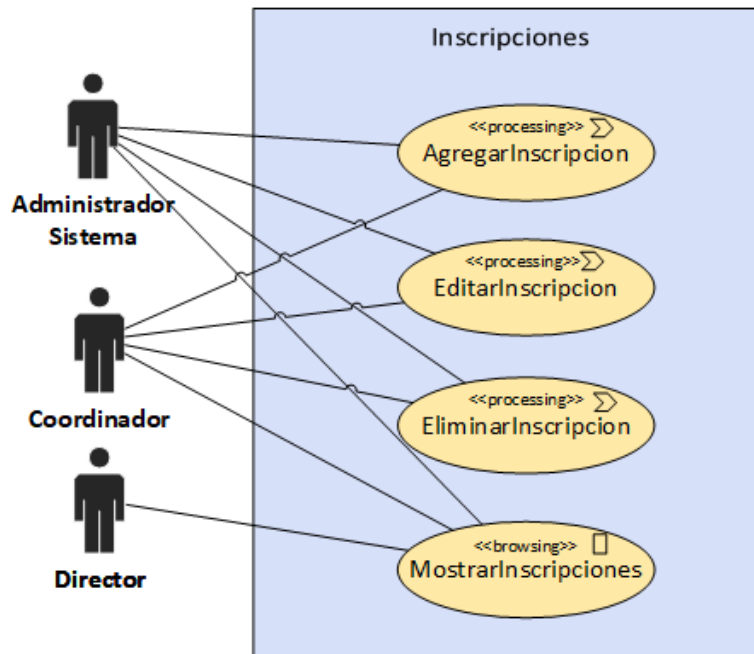 Inscripciones
Administrador
Sistema
Coordinador
Director
<<processing>>
AgregarInscripcion
<<processing>>
EditarInscripcion
<<processing>>
EliminarInscripcion
<<browsing>>
MostrarInscripciones